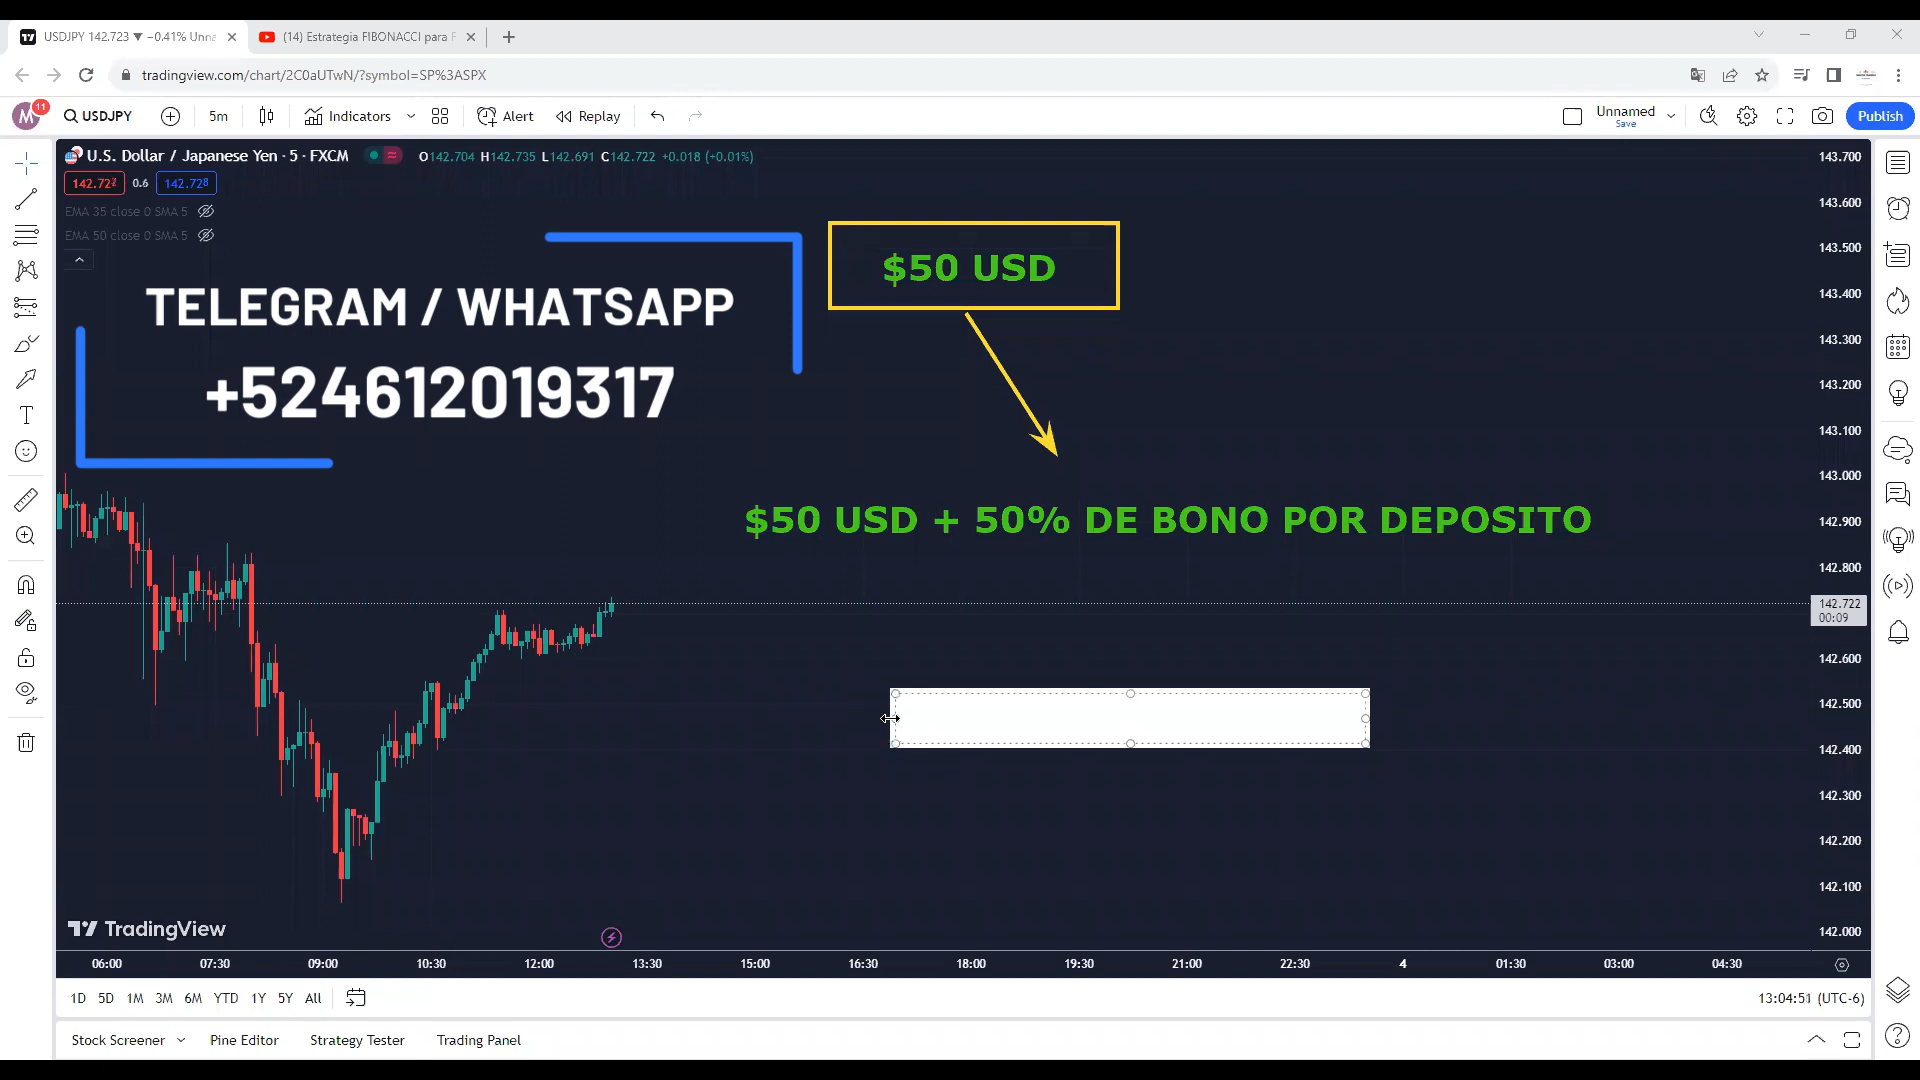 USDJPY 142.723 ▼ −0.41% Unna
(14) Estrategia FIBONACCI para F
tradingview.com/chart/2C0aUTwN/?symbol=SP%3ASPX
M
11
USDJPY
5m
Indicators
Alert
Replay
Unnamed
Save
Publish
U.S. Dollar / Japanese Yen · 5 · FXCM
O142.704 H142.735 L142.691 C142.722 +0.018 (+0.01%)
142.727
0.6
142.728
EMA 35 close 0 SMA 5
EMA 50 close 0 SMA 5
TELEGRAM / WHATSAPP
+524612019317
$50 USD
$50 USD + 50% DE BONO POR DEPOSITO
143.700
143.600
143.500
143.400
143.300
143.200
143.100
143.000
142.900
142.800
142.722
00:09
142.600
142.500
142.400
142.300
142.200
142.100
142.000
TradingView
06:00 07:30 09:00 10:30 12:00 13:30 15:00 16:30 18:00 19:30 21:00 22:30 4 01:30 03:00 04:30
1D 5D 1M 3M 6M YTD 1Y 5Y All
13:04:51 (UTC-6)
Stock Screener Pine Editor Strategy Tester Trading Panel